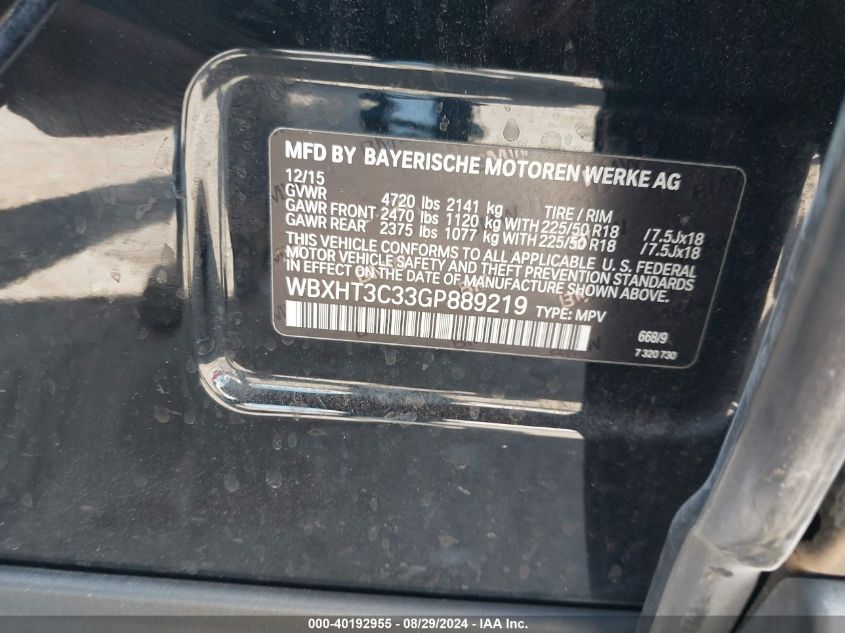 MFD BY BAYERISCHE MOTOREN WERKE AG
12/15
GVWR 4720 lbs 2141 kg TIRE / RIM
GAWR FRONT 2470 lbs 1120 kg WITH 225/50 R18 /7.5Jx18
GAWR REAR 2375 lbs 1077 kg WITH 225/50 R18 /7.5Jx18
THIS VEHICLE CONFORMS TO ALL APPLICABLE U. S. FEDERAL
MOTOR VEHICLE SAFETY AND THEFT PREVENTION STANDARDS
IN EFFECT ON THE DATE OF MANUFACTURE SHOWN ABOVE.
WBXHT3C33GP889219 TYPE: MPV
668/9
7 320 730
000-40192955 - 08/29/2024 - IAA Inc.